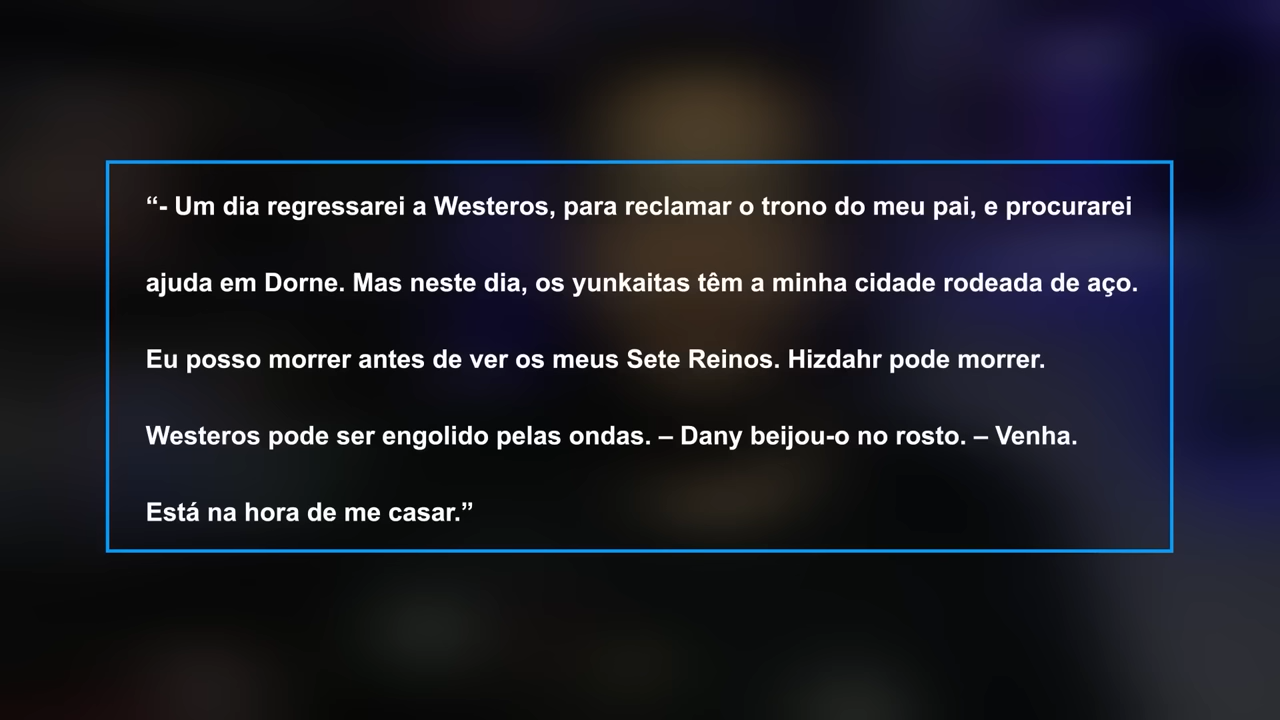 “- Um dia regressarei a Westeros, para reclamar o trono do meu pai, e procurarei
ajuda em Dorne. Mas neste dia, os yunkaitas têm a minha cidade rodeada de aço.
Eu posso morrer antes de ver os meus Sete Reinos. Hizdahr pode morrer.
Westeros pode ser engolido pelas ondas. – Dany beijou-o no rosto. – Venha.
Está na hora de me casar.”